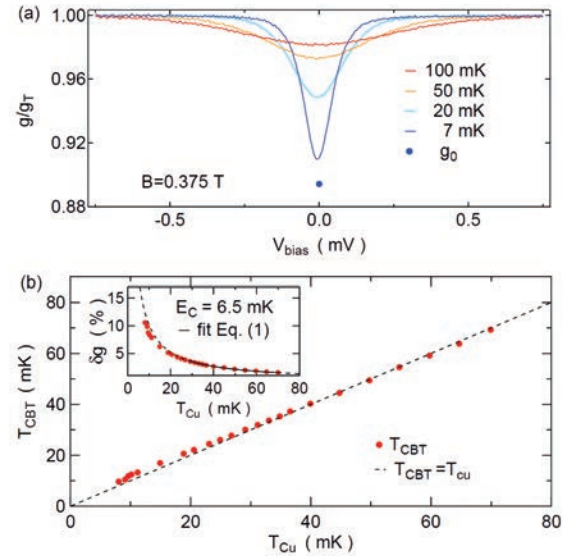 (a)
1.00
0.96
0.92
0.88
g/g_T
100 mK
50 mK
20 mK
7 mK
g₀
B=0.375 T
-0.5
0.0
0.5
V_bias ( mV )
(b)
80
60
40
20
0
T_CBT ( mK )
15
10
5
δg ( % )
E_C = 6.5 mK
– fit Eq. (1)
0
20
40
60
80
T_Cu ( mK )
T_CBT
T_CBT=T_cu
0
20
40
60
80
T_Cu ( mK )